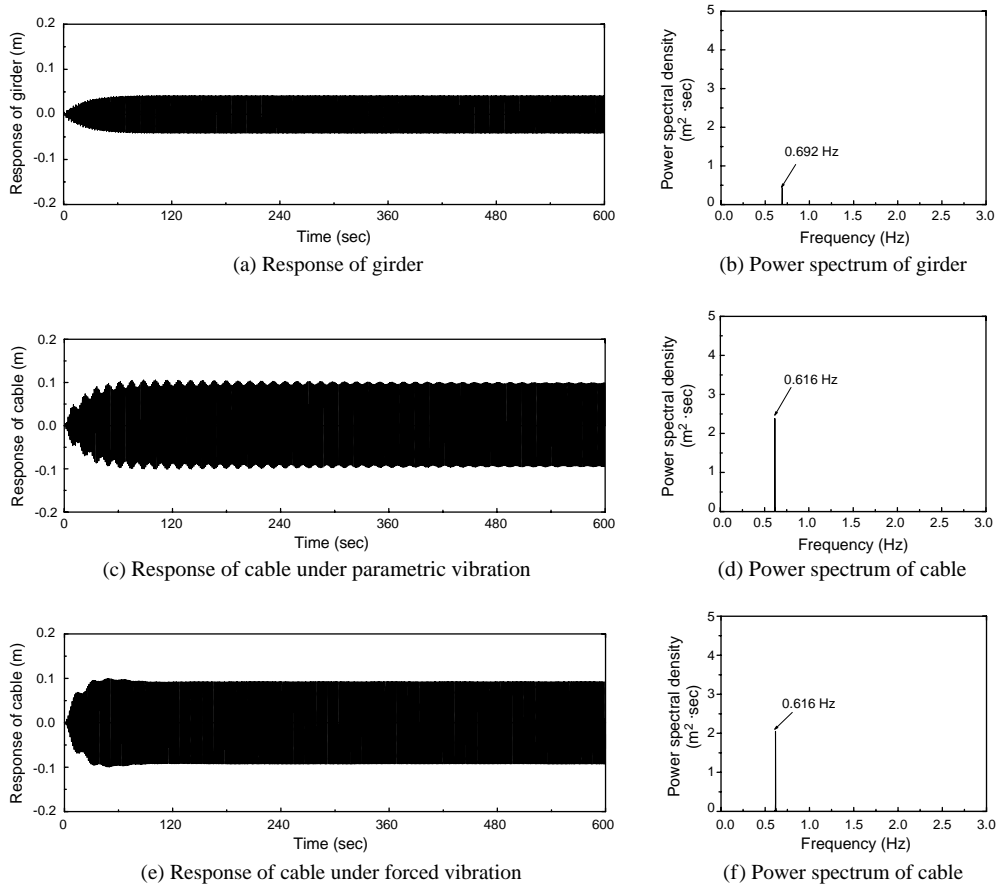 0.2
0.1
0.0
-0.1
-0.2
Response of girder (m)
0 120 240 360 480 600
Time (sec)
(a) Response of girder
5
4
3
2
1
0
Power spectral density
(m² ·sec)
0.692 Hz
0.0 0.5 1.0 1.5 2.0 2.5 3.0
Frequency (Hz)
(b) Power spectrum of girder
0.2
0.1
0.0
-0.1
-0.2
Response of cable (m)
0 120 240 360 480 600
Time (sec)
(c) Response of cable under parametric vibration
5
4
3
2
1
0
Power spectral density
(m² ·sec)
0.616 Hz
0.0 0.5 1.0 1.5 2.0 2.5 3.0
Frequency (Hz)
(d) Power spectrum of cable
0.2
0.1
0.0
-0.1
-0.2
Response of cable (m)
0 120 240 360 480 600
Time (sec)
(e) Response of cable under forced vibration
5
4
3
2
1
0
Power spectral density
(m² ·sec)
0.616 Hz
0.0 0.5 1.0 1.5 2.0 2.5 3.0
Frequency (Hz)
(f) Power spectrum of cable